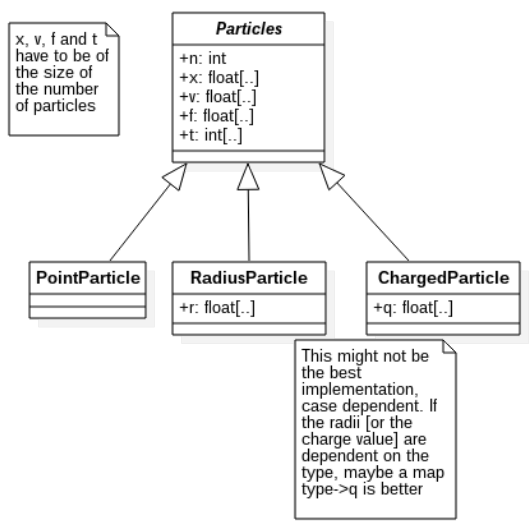 x, v, f and t
have to be of
the size of
the number
of particles
Particles
+n: int
+x: float[..]
+v: float[..]
+f: float[..]
+t: int[..]
PointParticle
RadiusParticle
+r: float[..]
ChargedParticle
+q: float[..]
This might not be
the best
implementation,
case dependent. If
the radii [or the
charge value] are
dependent on the
type, maybe a map
type->q is better